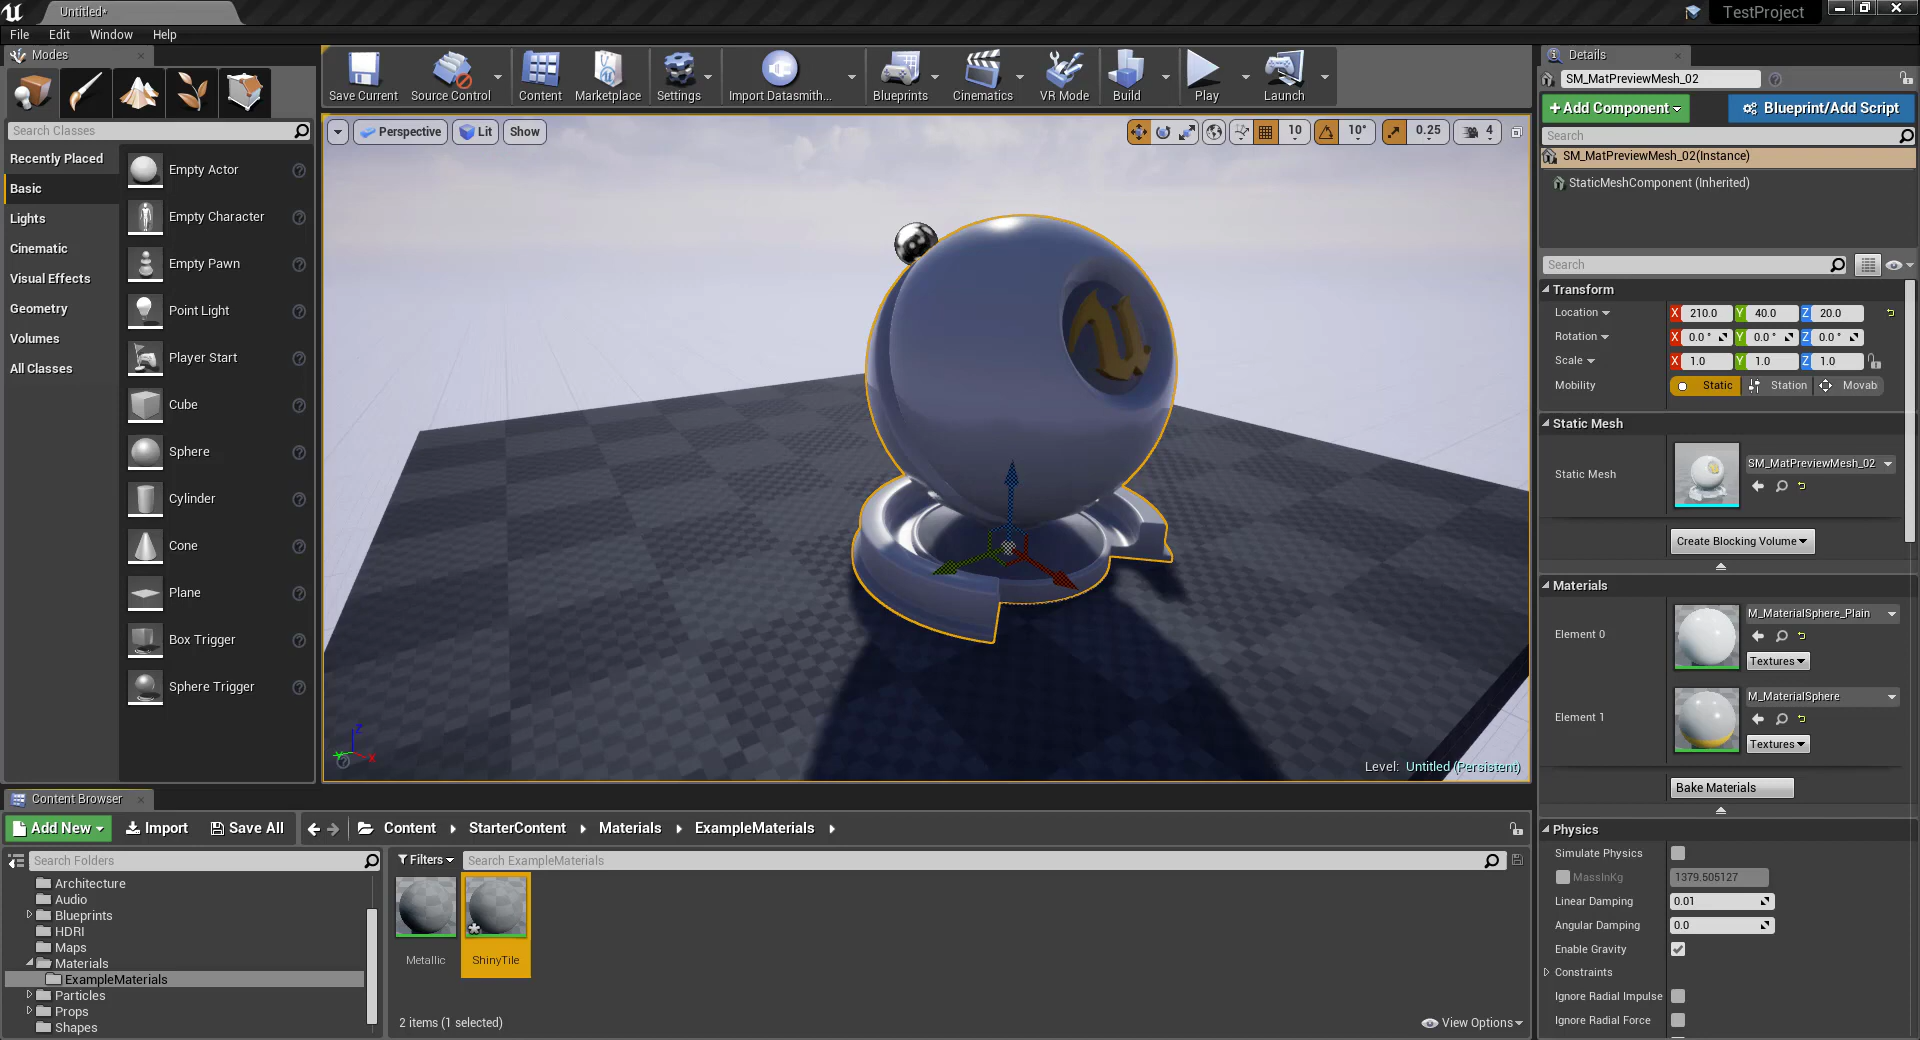 Untitled*
TestProject
File Edit Window Help
Modes
Search Classes
Recently Placed
Basic
Lights
Cinematic
Visual Effects
Geometry
Volumes
All Classes
Empty Actor
Empty Character
Empty Pawn
Point Light
Player Start
Cube
Sphere
Cylinder
Cone
Plane
Box Trigger
Sphere Trigger
Save Current Source Control Content Marketplace Settings Import Datasmith... Blueprints Cinematics VR Mode Build Play Launch
Perspective Lit Show
10 10° 0.25 4
Z
Y X
Level: Untitled (Persistent)
Details
SM_MatPreviewMesh_02
+Add Component Blueprint/Add Script
Search
SM_MatPreviewMesh_02(Instance)
StaticMeshComponent (Inherited)
Search
Transform
Location X 210.0 Y 40.0 Z 20.0
Rotation X 0.0 ° Y 0.0 ° Z 0.0 °
Scale X 1.0 Y 1.0 Z 1.0
Mobility Static Station Movab
Static Mesh
Static Mesh SM_MatPreviewMesh_02
Create Blocking Volume
Materials
Element 0 M_MaterialSphere_Plain
Textures
Element 1 M_MaterialSphere
Textures
Bake Materials
Physics
Simulate Physics
MassInKg 1379.505127
Linear Damping 0.01
Angular Damping 0.0
Enable Gravity
Constraints
Ignore Radial Impulse
Ignore Radial Force
Content Browser
Add New Import Save All Content StarterContent Materials ExampleMaterials
Search Folders
Architecture
Audio
Blueprints
HDRI
Maps
Materials
ExampleMaterials
Particles
Props
Shapes
Filters Search ExampleMaterials
Metallic ShinyTile
2 items (1 selected) View Options